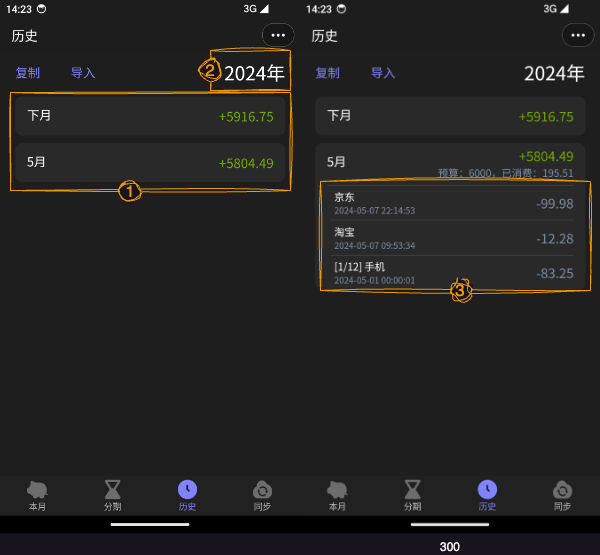 14:23
3G
历史
复制
导入
② 2024年
下月
+5916.75
5月
+5804.49
①
本月
分期
历史
同步
14:23
3G
历史
复制
导入
2024年
下月
+5916.75
5月
+5804.49
预算：6000，已消费：195.51
京东
2024-05-07 22:14:53
-99.98
淘宝
2024-05-07 09:53:34
-12.28
[1/12] 手机
2024-05-01 00:00:01
-83.25
③
本月
分期
历史
同步
300